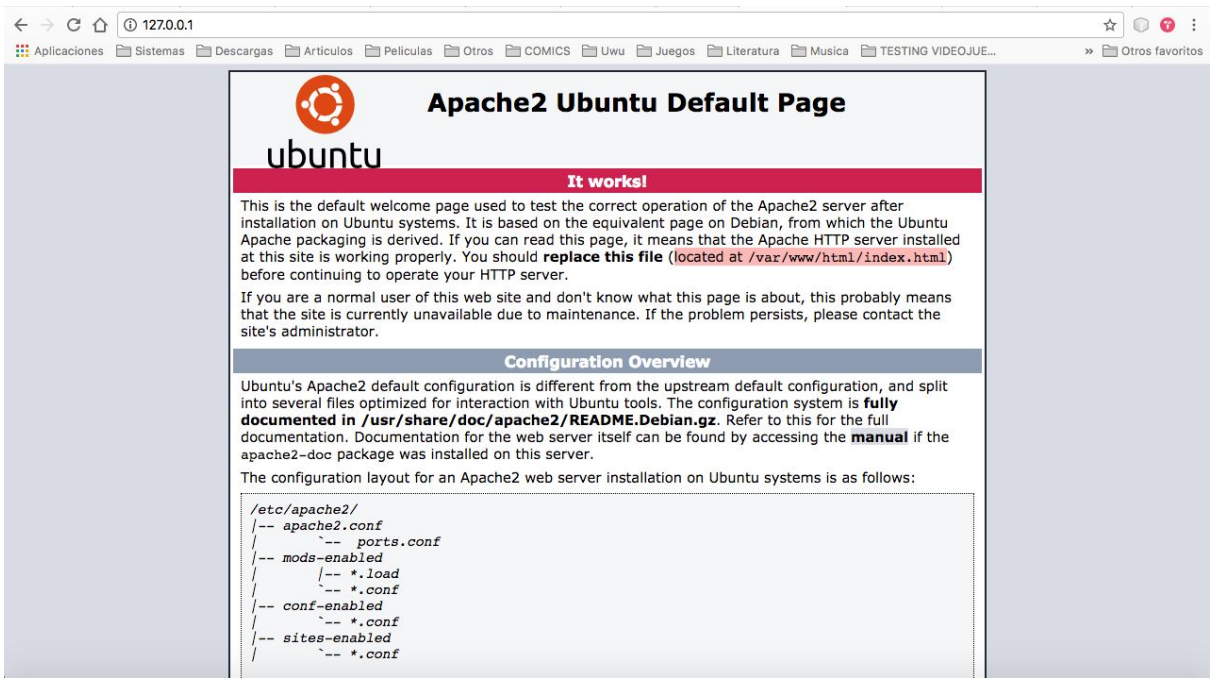 127.0.0.1
Aplicaciones Sistemas Descargas Articulos Peliculas Otros COMICS Uwu Juegos Literatura Musica TESTING VIDEOJUE... » Otros favoritos
ubuntu
Apache2 Ubuntu Default Page
It works!
This is the default welcome page used to test the correct operation of the Apache2 server after
installation on Ubuntu systems. It is based on the equivalent page on Debian, from which the Ubuntu
Apache packaging is derived. If you can read this page, it means that the Apache HTTP server installed
at this site is working properly. You should replace this file (located at /var/www/html/index.html)
before continuing to operate your HTTP server.
If you are a normal user of this web site and don't know what this page is about, this probably means
that the site is currently unavailable due to maintenance. If the problem persists, please contact the
site's administrator.
Configuration Overview
Ubuntu's Apache2 default configuration is different from the upstream default configuration, and split
into several files optimized for interaction with Ubuntu tools. The configuration system is fully
documented in /usr/share/doc/apache2/README.Debian.gz. Refer to this for the full
documentation. Documentation for the web server itself can be found by accessing the manual if the
apache2-doc package was installed on this server.
The configuration layout for an Apache2 web server installation on Ubuntu systems is as follows:
/etc/apache2/
|-- apache2.conf
|       `--  ports.conf
|-- mods-enabled
|       |-- *.load
|       `-- *.conf
|-- conf-enabled
|       `-- *.conf
|-- sites-enabled
|       `-- *.conf